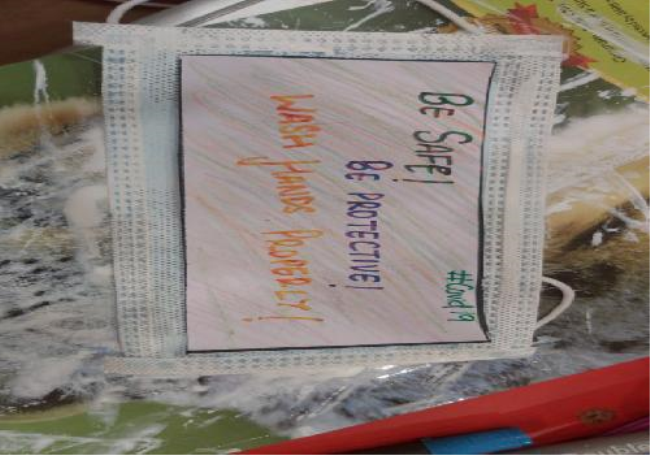 #Covid19
BE SAFE!
BE PROTECTIVE!
WASH HANDS PROPERLY!